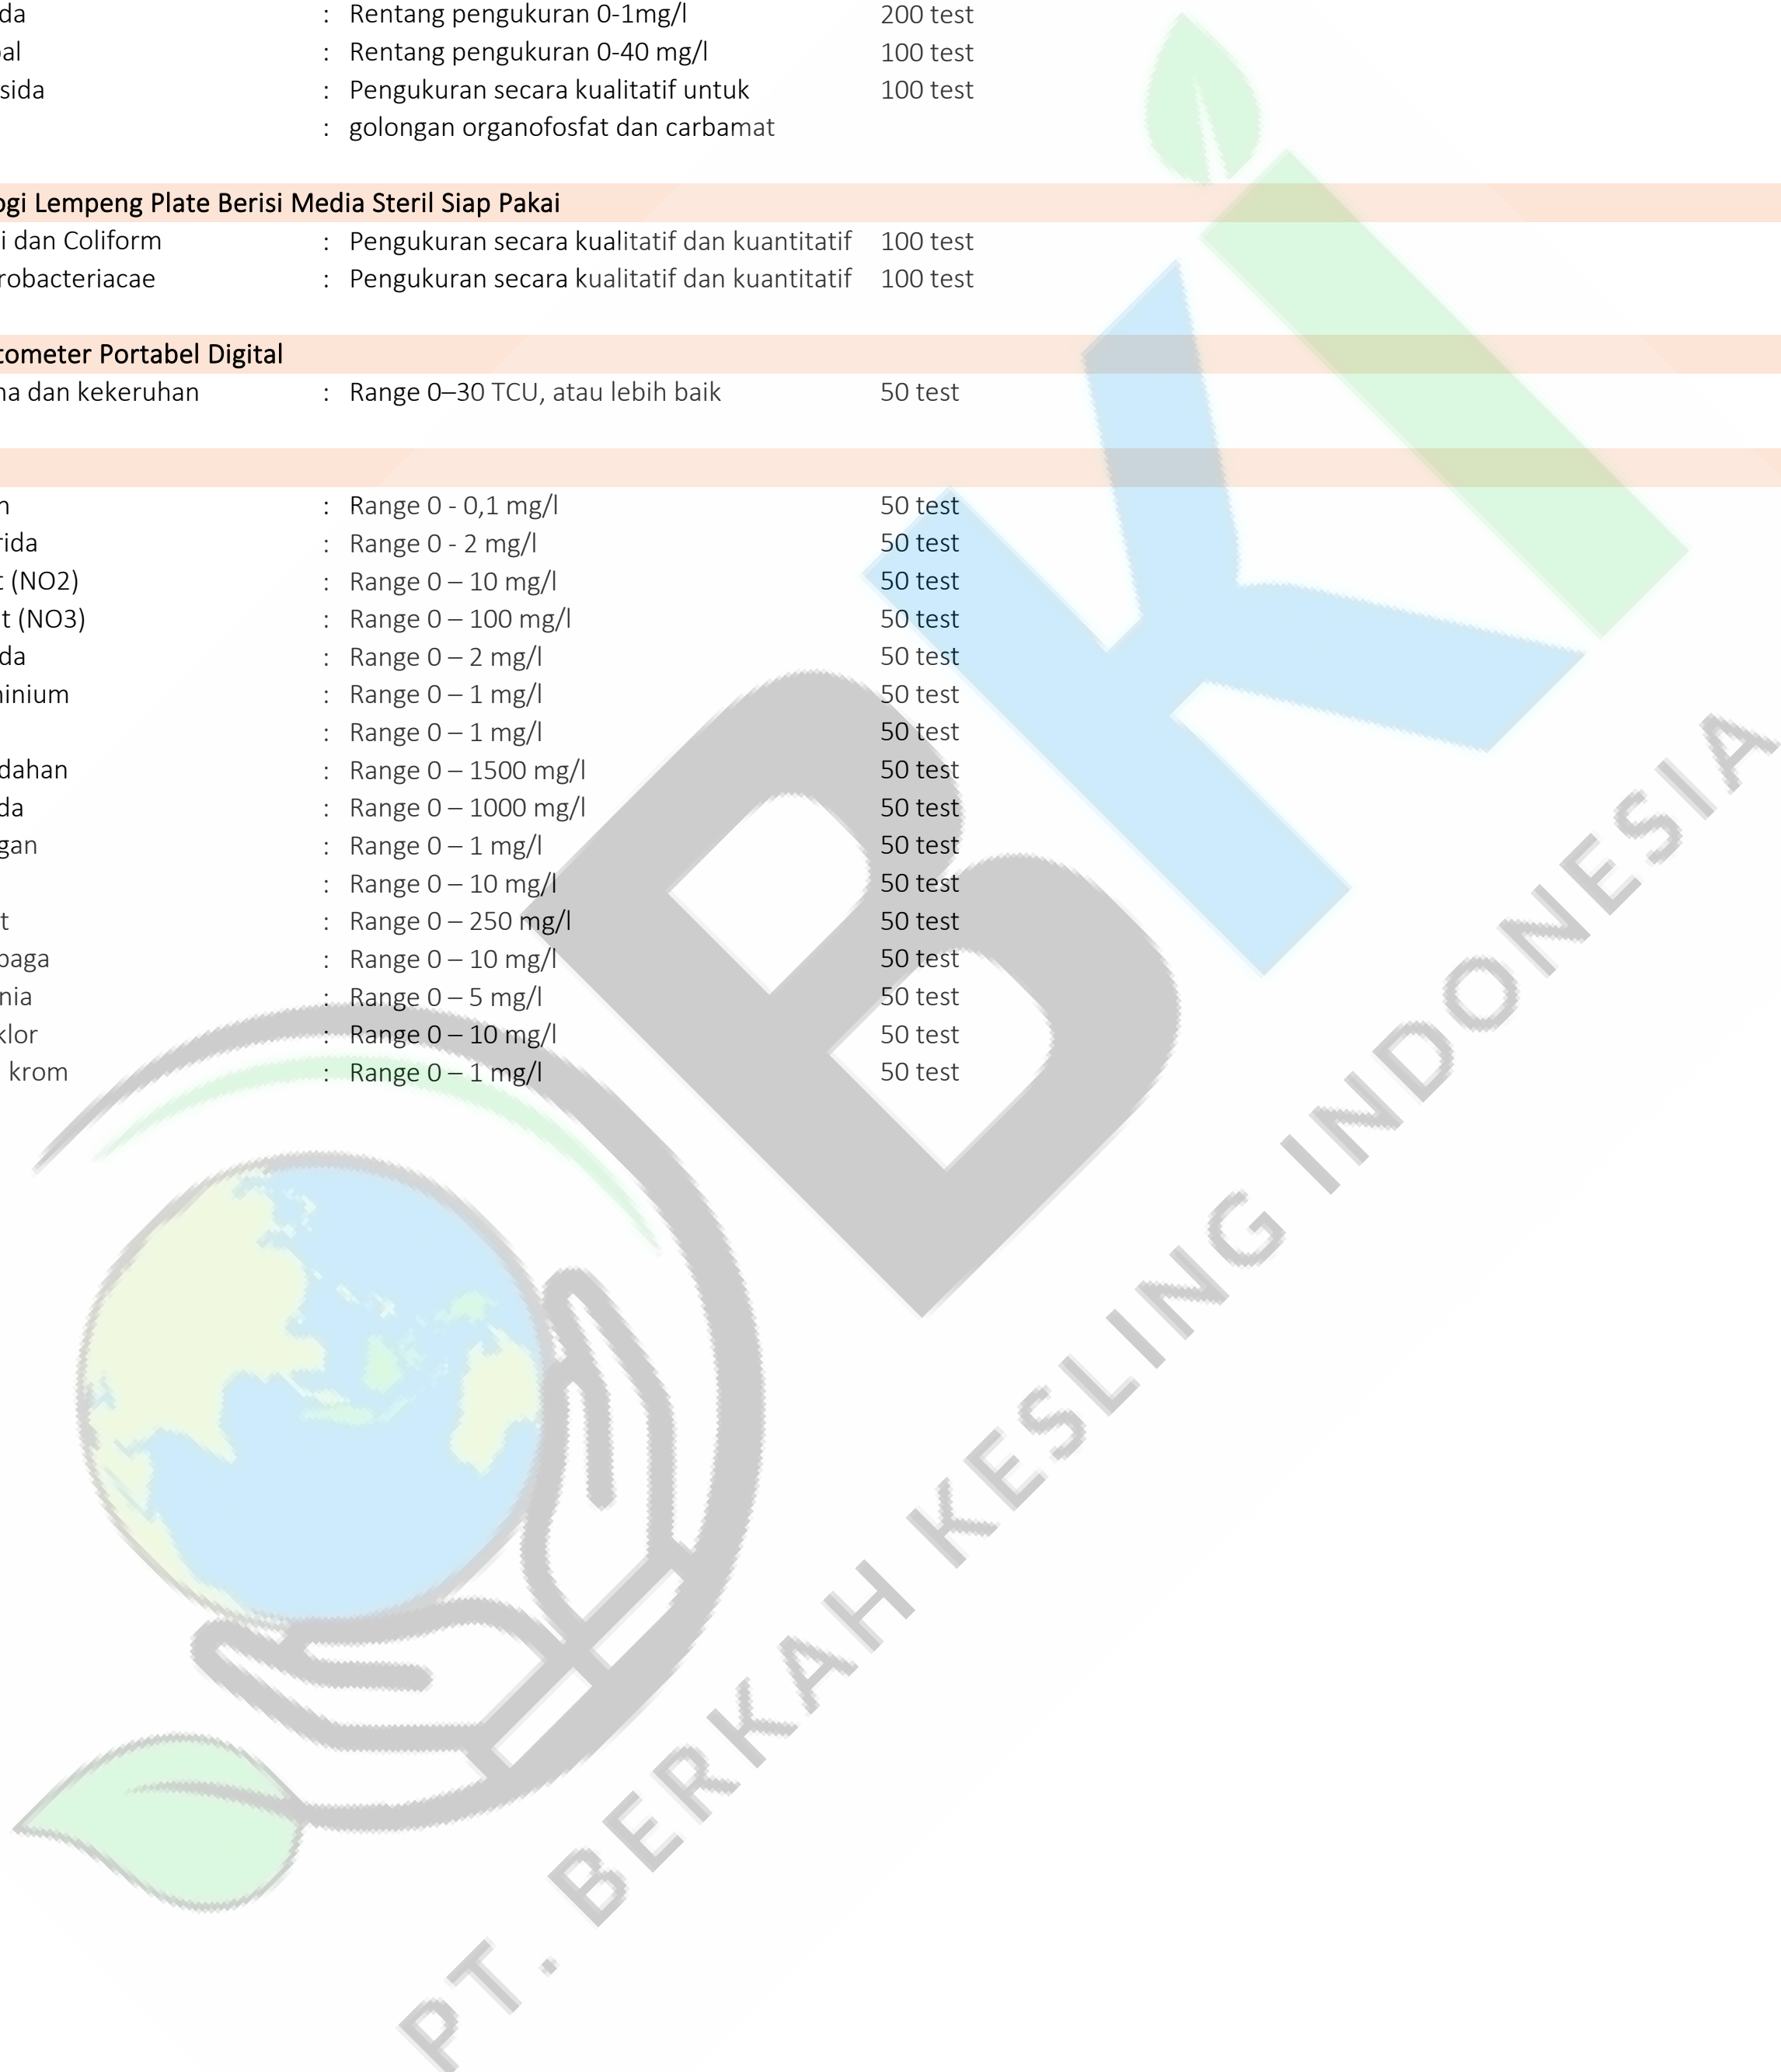 da : Rentang pengukuran 0-1mg/l 200 test
al : Rentang pengukuran 0-40 mg/l 100 test
sida : Pengukuran secara kualitatif untuk 100 test
: golongan organofosfat dan carbamat
ogi Lempeng Plate Berisi Media Steril Siap Pakai
i dan Coliform : Pengukuran secara kualitatif dan kuantitatif 100 test
robacteriacae : Pengukuran secara kualitatif dan kuantitatif 100 test
tometer Portabel Digital
na dan kekeruhan : Range 0–30 TCU, atau lebih baik 50 test
n : Range 0 - 0,1 mg/l 50 test
rida : Range 0 - 2 mg/l 50 test
t (NO2) : Range 0 – 10 mg/l 50 test
t (NO3) : Range 0 – 100 mg/l 50 test
da : Range 0 – 2 mg/l 50 test
ninium : Range 0 – 1 mg/l 50 test
: Range 0 – 1 mg/l 50 test
dahan : Range 0 – 1500 mg/l 50 test
da : Range 0 – 1000 mg/l 50 test
gan : Range 0 – 1 mg/l 50 test
: Range 0 – 10 mg/l 50 test
t : Range 0 – 250 mg/l 50 test
baga : Range 0 – 10 mg/l 50 test
nia : Range 0 – 5 mg/l 50 test
klor : Range 0 – 10 mg/l 50 test
krom : Range 0 – 1 mg/l 50 test
BKI
PT. BERKAH KESLING INDONESIA